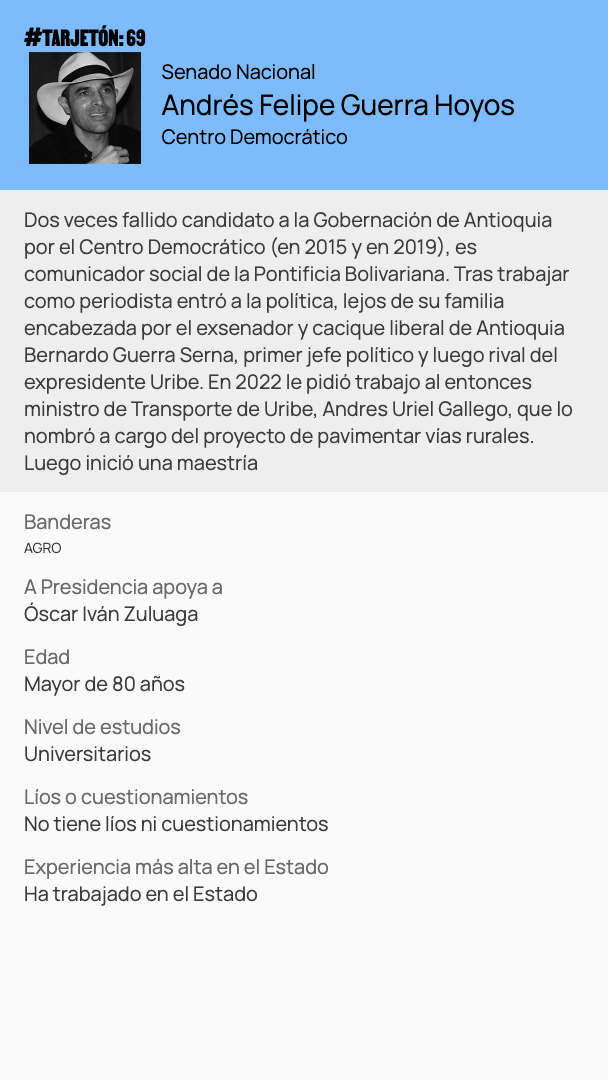 #TARJETÓN: 69
Senado Nacional
Andrés Felipe Guerra Hoyos
Centro Democrático
Dos veces fallido candidato a la Gobernación de Antioquia
por el Centro Democrático (en 2015 y en 2019), es
comunicador social de la Pontificia Bolivariana. Tras trabajar
como periodista entró a la política, lejos de su familia
encabezada por el exsenador y cacique liberal de Antioquia
Bernardo Guerra Serna, primer jefe político y luego rival del
expresidente Uribe. En 2022 le pidió trabajo al entonces
ministro de Transporte de Uribe, Andres Uriel Gallego, que lo
nombró a cargo del proyecto de pavimentar vías rurales.
Luego inició una maestría
Banderas
AGRO
A Presidencia apoya a
Óscar Iván Zuluaga
Edad
Mayor de 80 años
Nivel de estudios
Universitarios
Líos o cuestionamientos
No tiene líos ni cuestionamientos
Experiencia más alta en el Estado
Ha trabajado en el Estado